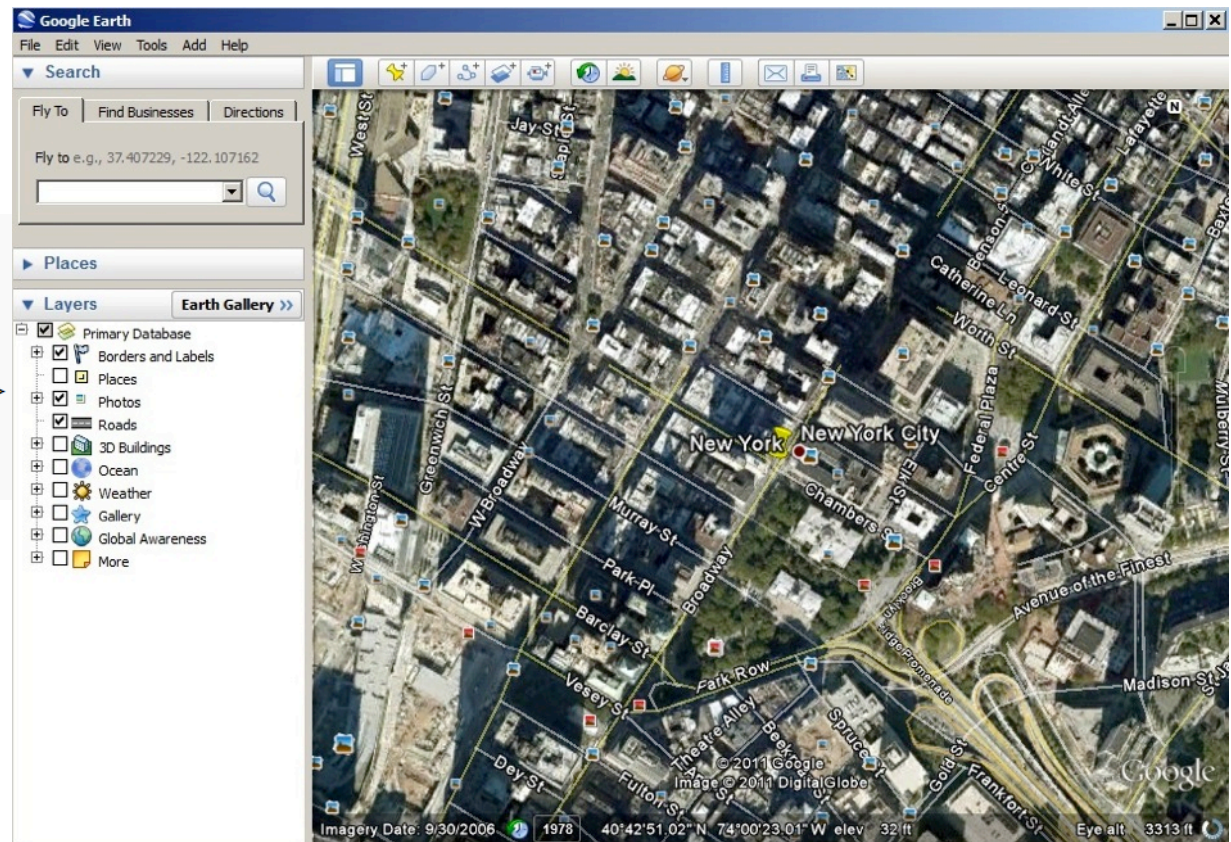 Google Earth
File Edit View Tools Add Help
Search
Fly To
Find Businesses
Directions
Fly to e.g., 37.407229, -122.107162
Places
Layers
Earth Gallery >>
Primary Database
Borders and Labels
Places
Photos
Roads
3D Buildings
Ocean
Weather
Gallery
Global Awareness
More
West St
Jay St
Lafayette
N
White St
Benson
Leonard St
Catherine Ln
Worth St
Federal Plaza
Centre St
Greenwich St
W Broadway
New York
New York City
Elk St
Chambers S
Murray St
Park Pl
Broadway
Barclay St
Vesey St
Park Row
Avenue of the Finest
Madison St
Theatre Alley
Spruce St
Gold St
Frankfort St
Dey St
Fulton St
© 2011 Google
Image © 2011 DigitalGlobe
Google
Imagery Date: 9/30/2006
1978
40°42'51.02" N 74°00'23.01" W elev 32 ft
Eye alt 3313 ft